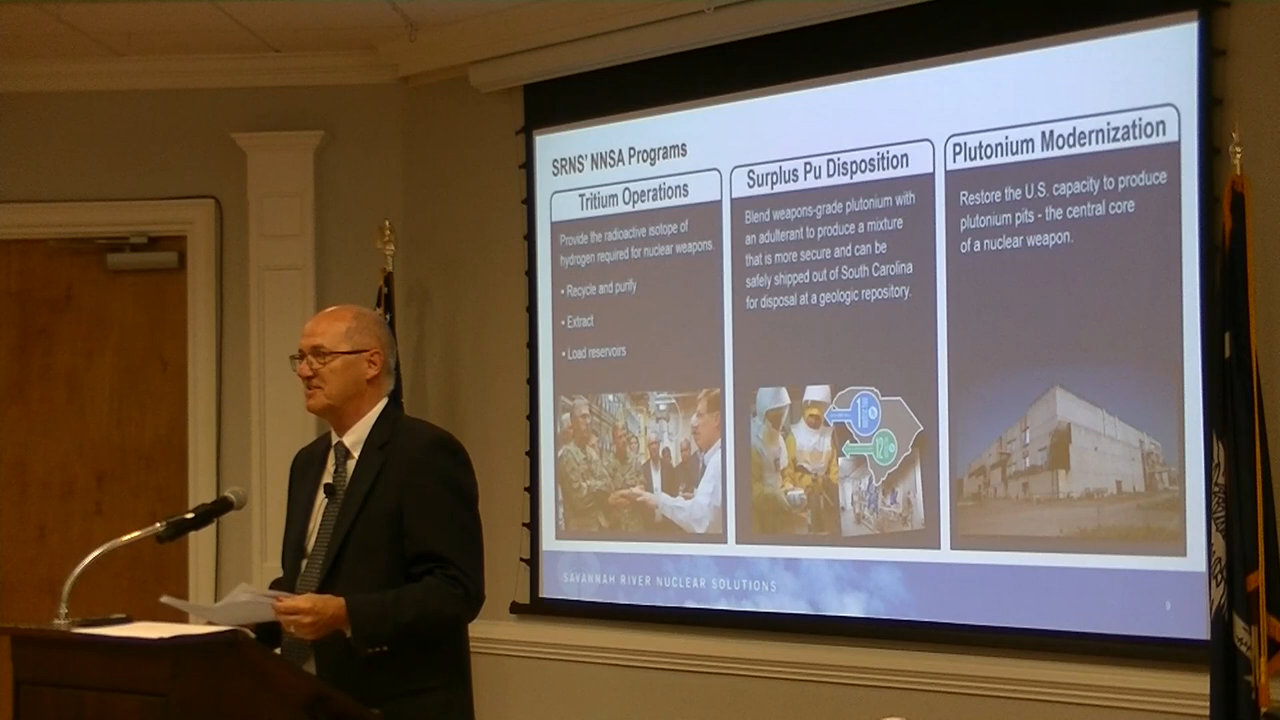 SRNS' NNSA Programs
Tritium Operations
Provide the radioactive isotope of
hydrogen required for nuclear weapons.
• Recycle and purify
• Extract
• Load reservoirs
Surplus Pu Disposition
Blend weapons-grade plutonium with
an adulterant to produce a mixture
that is more secure and can be
safely shipped out of South Carolina
for disposal at a geologic repository.
Plutonium Modernization
Restore the U.S. capacity to produce
plutonium pits - the central core
of a nuclear weapon.
SAVANNAH RIVER NUCLEAR SOLUTIONS